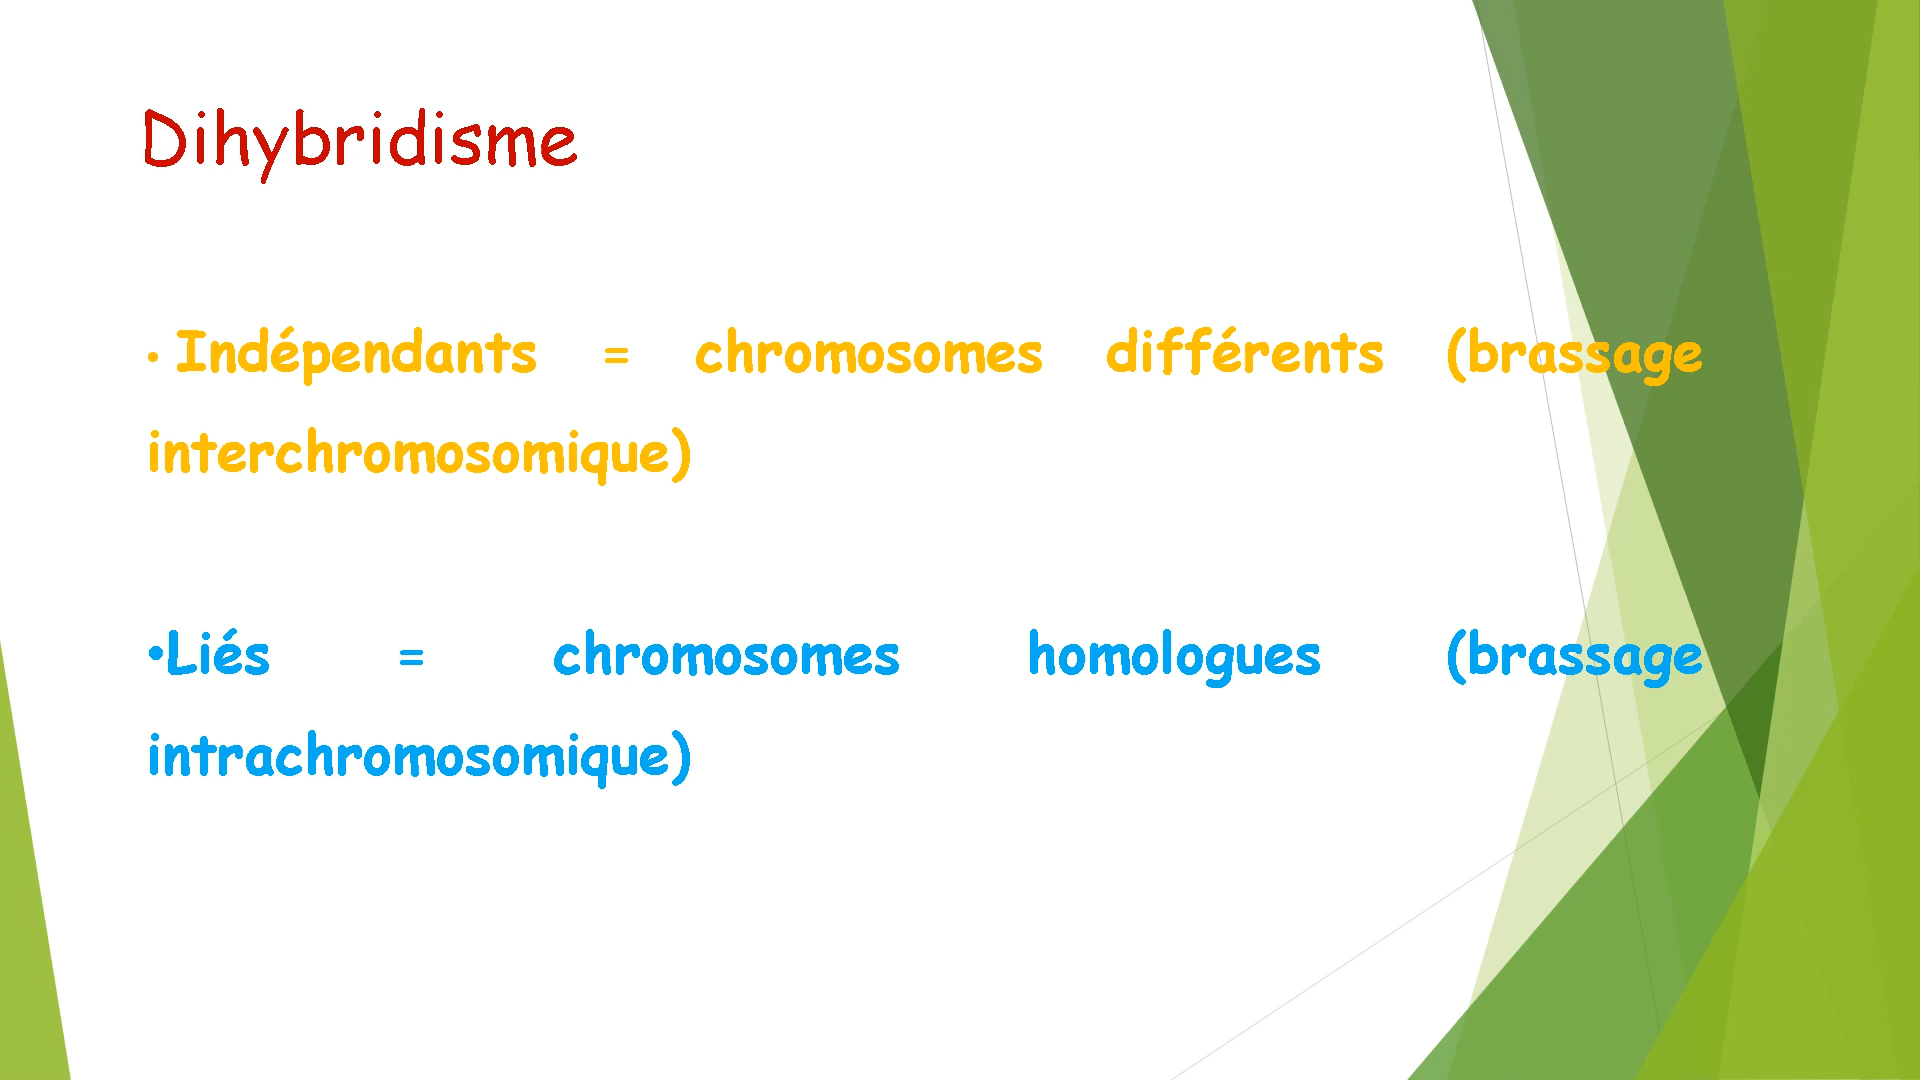 Dihybridisme
• Indépendants = chromosomes différents (brassage
interchromosomique)
•Liés = chromosomes homologues (brassage
intrachromosomique)